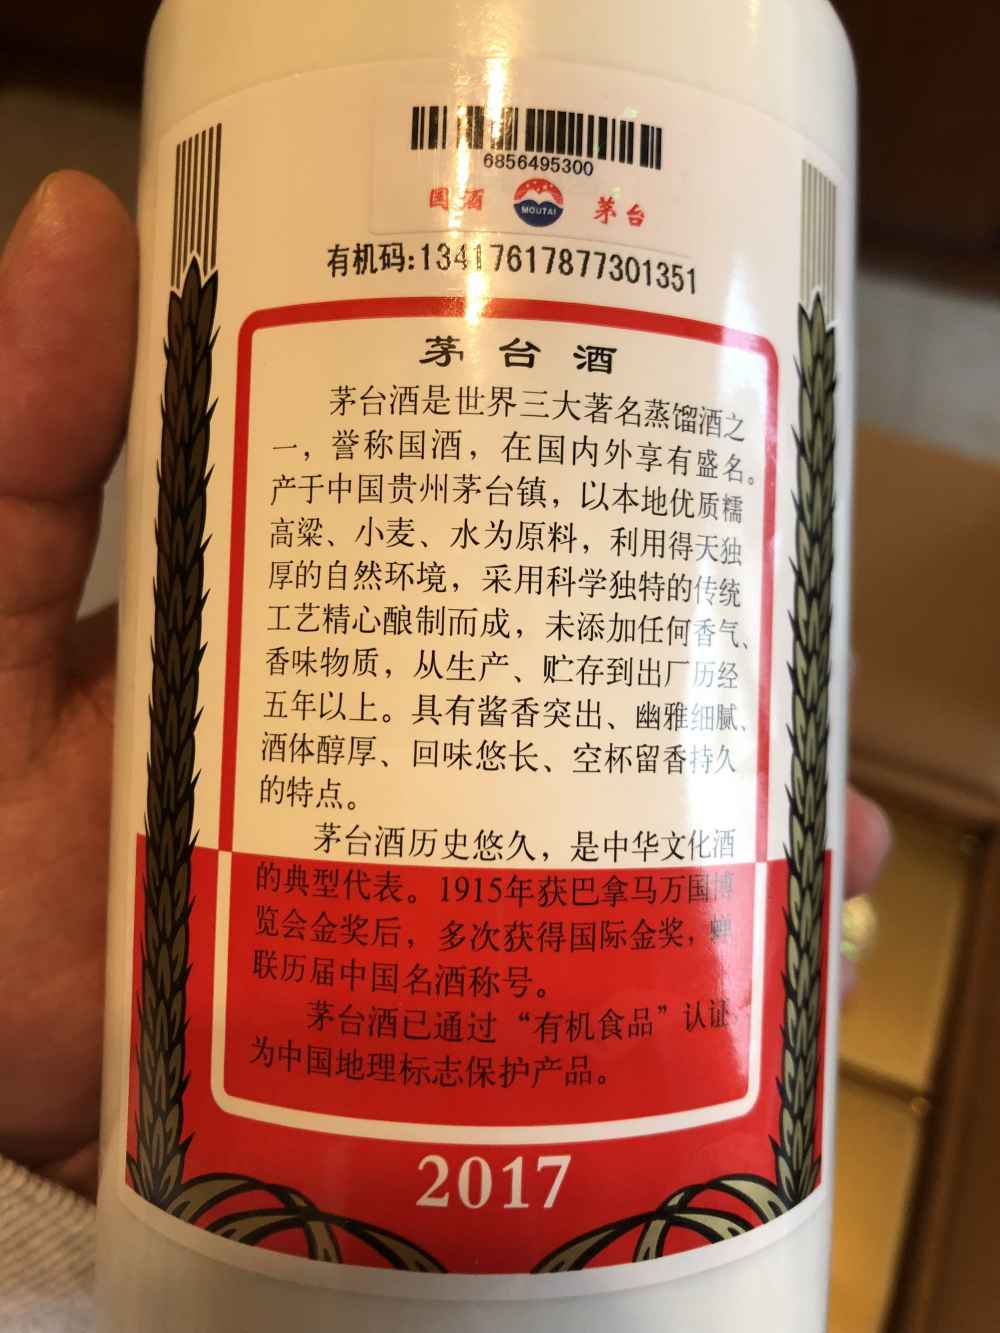 6856495300
国酒 MOUTAI 茅台
有机码:13417617877301351
茅台酒
茅台酒是世界三大著名蒸馏酒之
一，誉称国酒，在国内外享有盛名。
产于中国贵州茅台镇，以本地优质糯
高粱、小麦、水为原料，利用得天独
厚的自然环境，采用科学独特的传统
工艺精心酿制而成，未添加任何香气、
香味物质，从生产、贮存到出厂历经
五年以上。具有酱香突出、幽雅细腻、
酒体醇厚、回味悠长、空杯留香持久
的特点。
茅台酒历史悠久，是中华文化酒
的典型代表。1915年获巴拿马万国博
览会金奖后，多次获得国际金奖，蝉
联历届中国名酒称号。
茅台酒已通过“有机食品”认证，
为中国地理标志保护产品。
2017